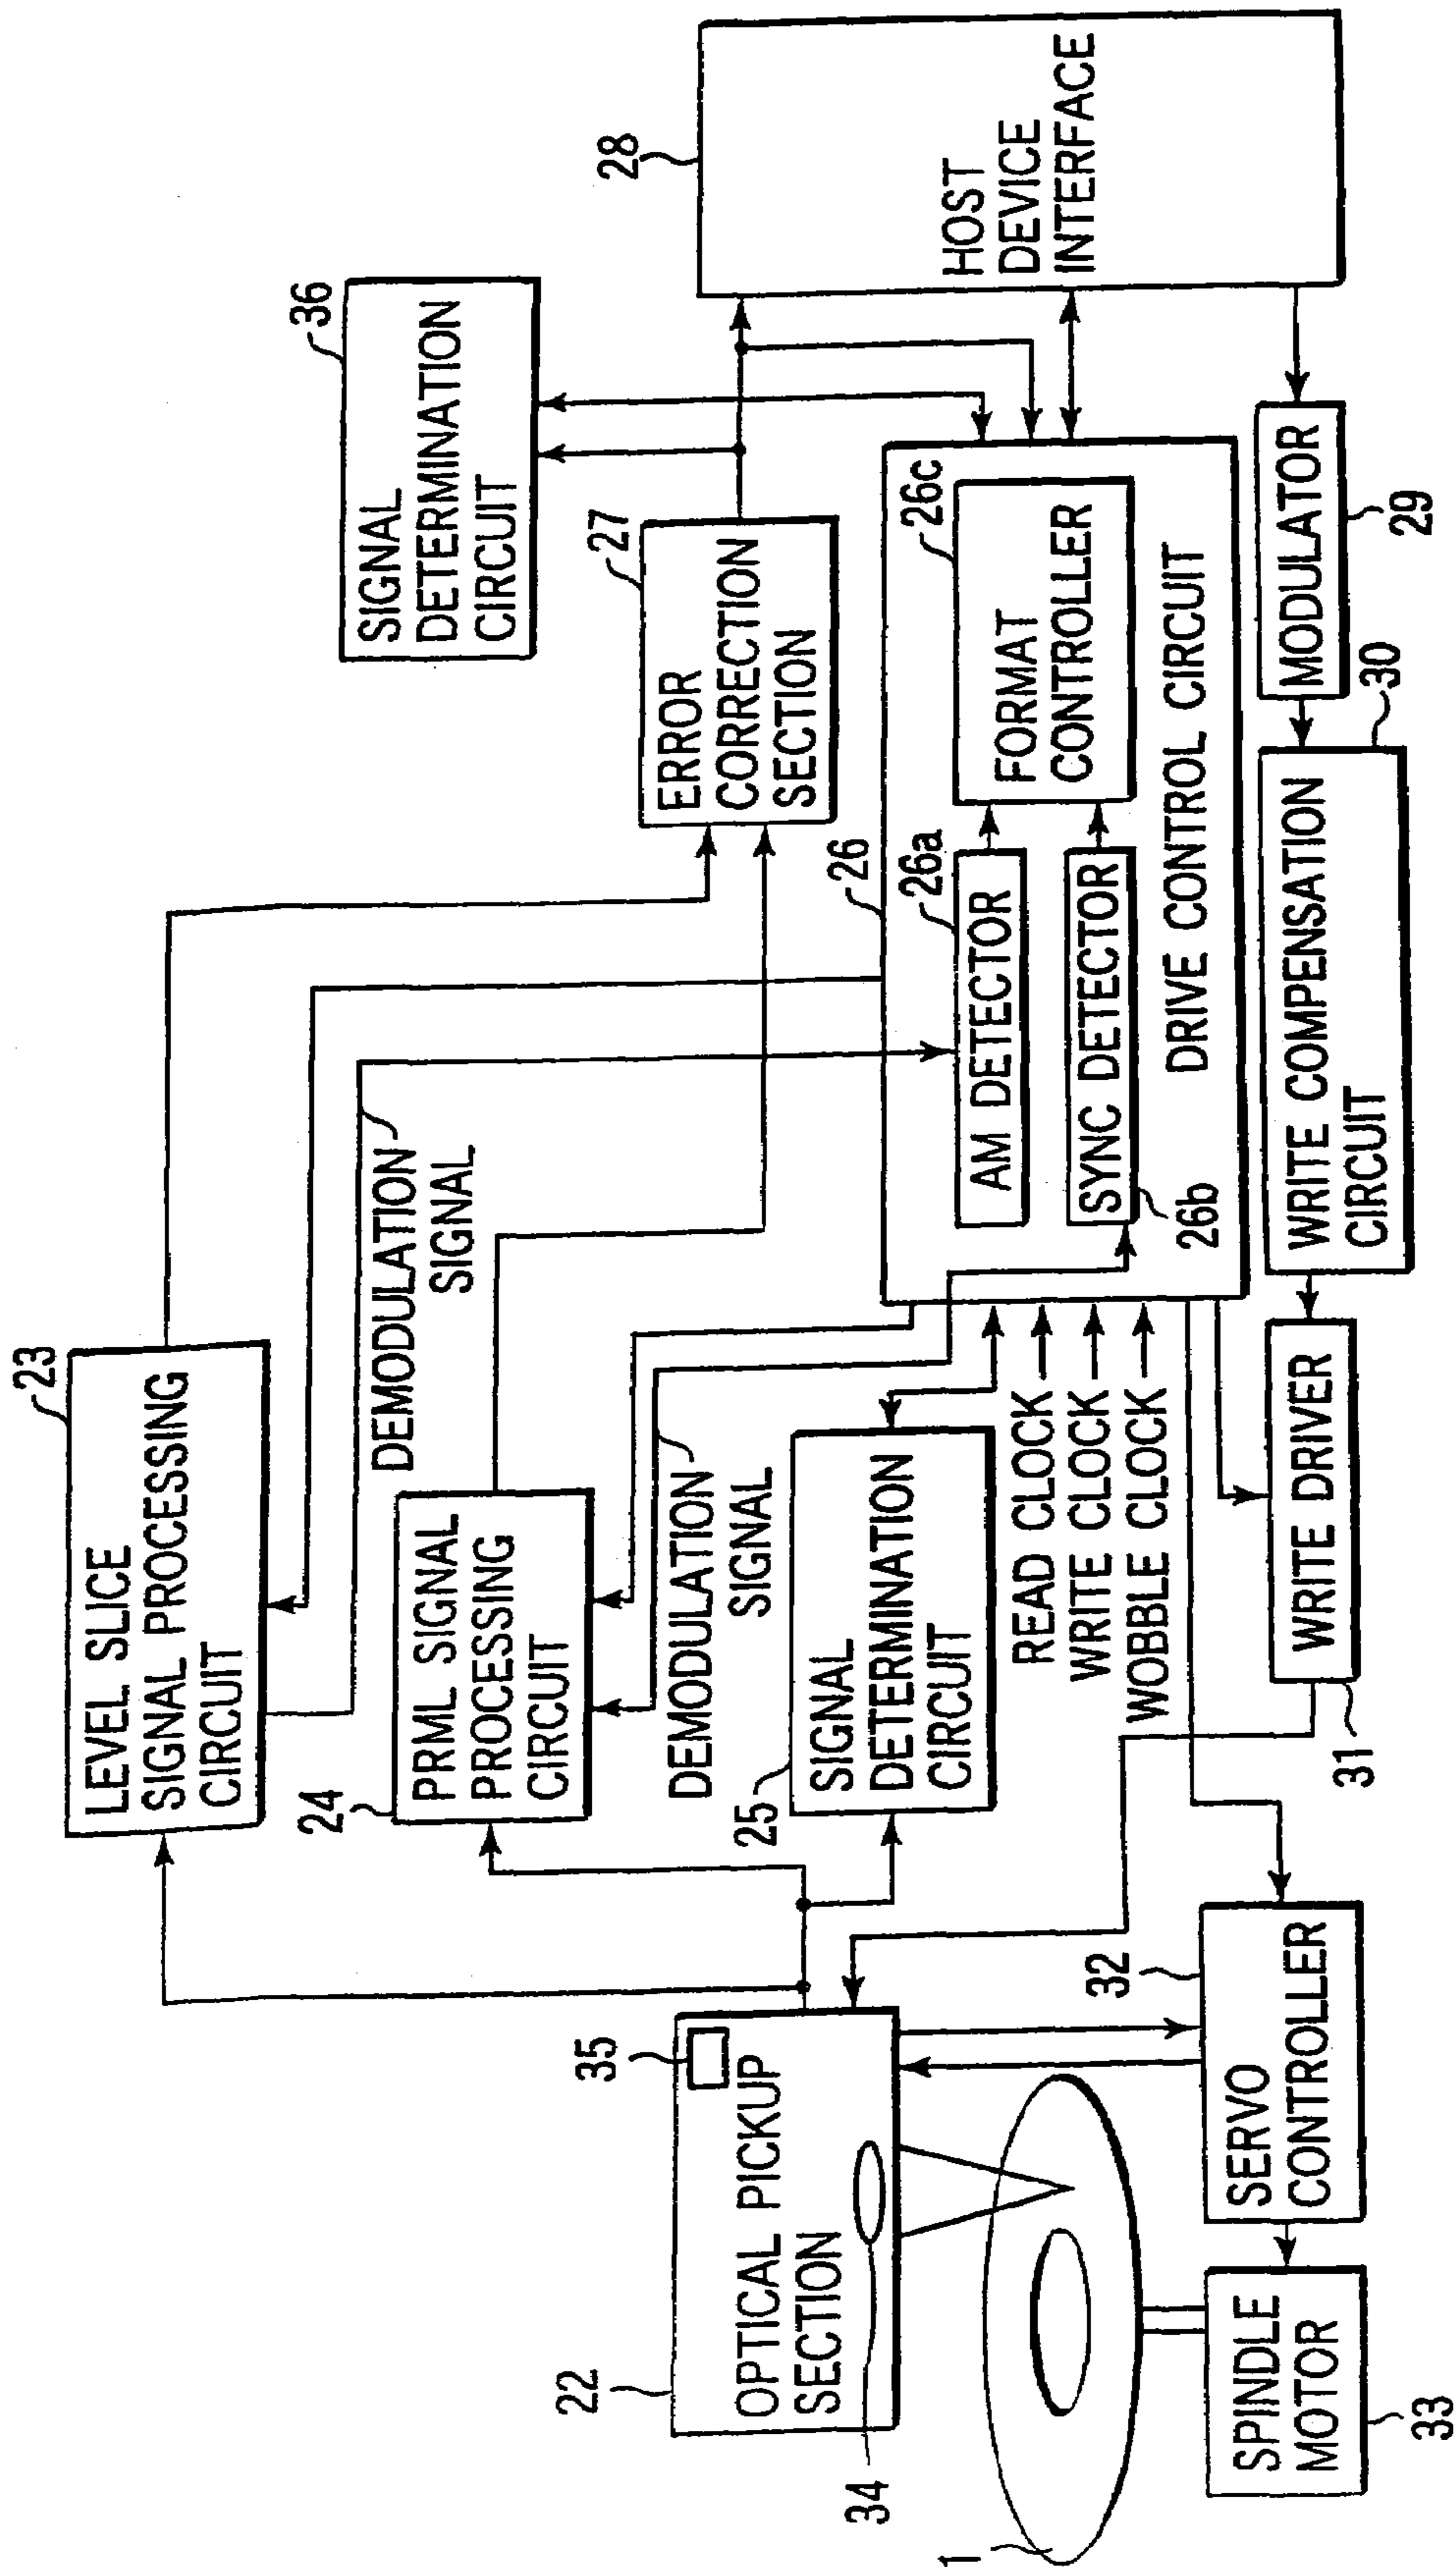 23
LEVEL SLICE
SIGNAL PROCESSING
CIRCUIT
36
SIGNAL
DETERMINATION
CIRCUIT
DEMODULATION
SIGNAL
24
PRML SIGNAL
PROCESSING
CIRCUIT
27
ERROR
CORRECTION
SECTION
28
HOST
DEVICE
INTERFACE
DEMODULATION
SIGNAL
25
SIGNAL
DETERMINATION
CIRCUIT
26
26a
AM DETECTOR
26c
FORMAT
CONTROLLER
SYNC DETECTOR
26b
DRIVE CONTROL CIRCUIT
READ CLOCK
WRITE CLOCK
WOBBLE CLOCK
22
35
OPTICAL PICKUP
SECTION
34
1
32
SERVO
CONTROLLER
SPINDLE
MOTOR
33
WRITE DRIVER
31
WRITE COMPENSATION
CIRCUIT
30
MODULATOR
29